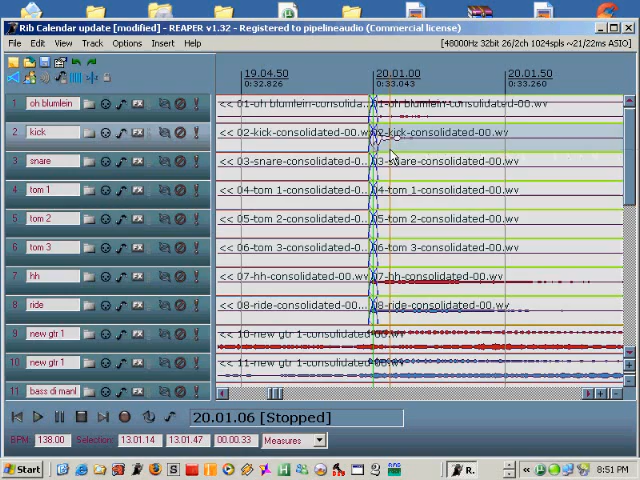 Rib Calendar update [modified] - REAPER v1.32 - Registered to pipelineaudio (Commercial license)
File Edit View Track Options Insert Help [48000Hz 32bit 26/2ch 1024spls ~21/22ms ASIO]
19.04.50 20.01.00 20.01.50
0:32.826 0:33.043 0:33.260
1 oh blumlein << 01-oh blumlein-consolida... 01-oh blumlein-consolidated-00.wv
2 kick << 02-kick-consolidated-00.wv 02-kick-consolidated-00.wv
3 snare << 03-snare-consolidated-0... 03-snare-consolidated-00.wv
4 tom 1 << 04-tom 1-consolidated-0... 04-tom 1-consolidated-00.wv
5 tom 2 << 05-tom 2-consolidated-0... 05-tom 2-consolidated-00.wv
6 tom 3 << 06-tom 3-consolidated-0... 06-tom 3-consolidated-00.wv
7 hh << 07-hh-consolidated-00.wv 07-hh-consolidated-00.wv
8 ride << 08-ride-consolidated-00... 08-ride-consolidated-00.wv
9 new gtr 1 << 10-new gtr 1-consolidated-00.wv
10 new gtr 1 << 11-new gtr 1-consolidated-00.wv
11 bass di manl
20.01.06 [Stopped]
BPM: 138.00 Selection: 13.01.14 13.01.47 00.00.33 Measures
Start R. 8:51 PM